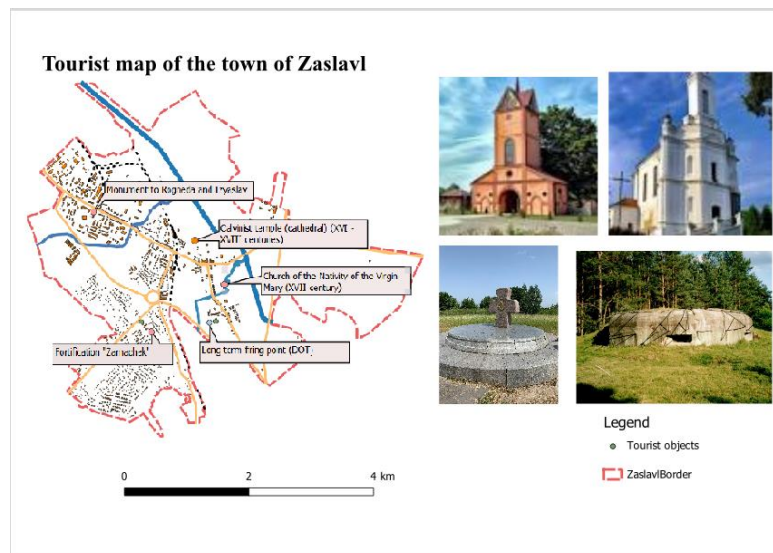 Tourist map of the town of Zaslavl
Monument to Rogneda and Izyaslav
Calvinist temple (cathedral) (XVI -
XVII centuries)
Church of the Nativity of the Virgin
Mary (XVII century)
Fortification "Zamachek"
Long term firing point (DOT)
Legend
Tourist objects
ZaslavlBorder
0 2 4 km